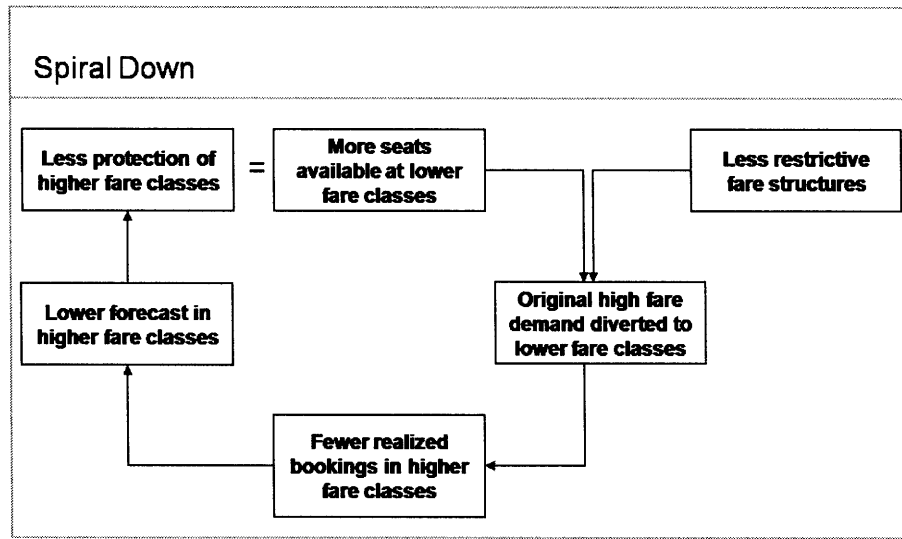 Spiral Down
Less protection of
higher fare classes
=
More seats
available at lower
fare classes
Less restrictive
fare structures
Lower forecast in
higher fare classes
Original high fare
demand diverted to
lower fare classes
Fewer realized
bookings in higher
fare classes